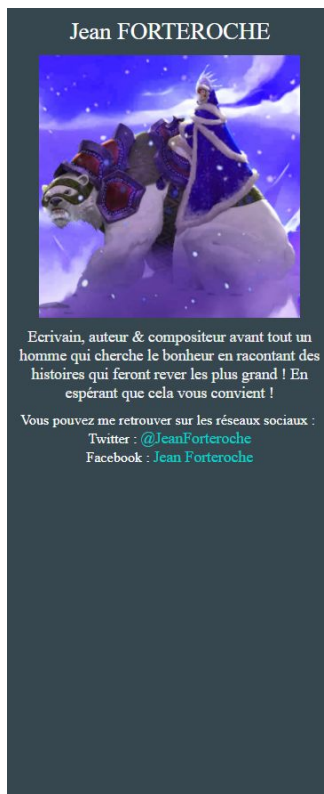 Jean FORTEROCHE
Ecrivain, auteur & compositeur avant tout un
homme qui cherche le bonheur en racontant des
histoires qui feront rever les plus grand ! En
espérant que cela vous convient !
Vous pouvez me retrouver sur les réseaux sociaux :
Twitter : @JeanForteroche
Facebook : Jean Forteroche